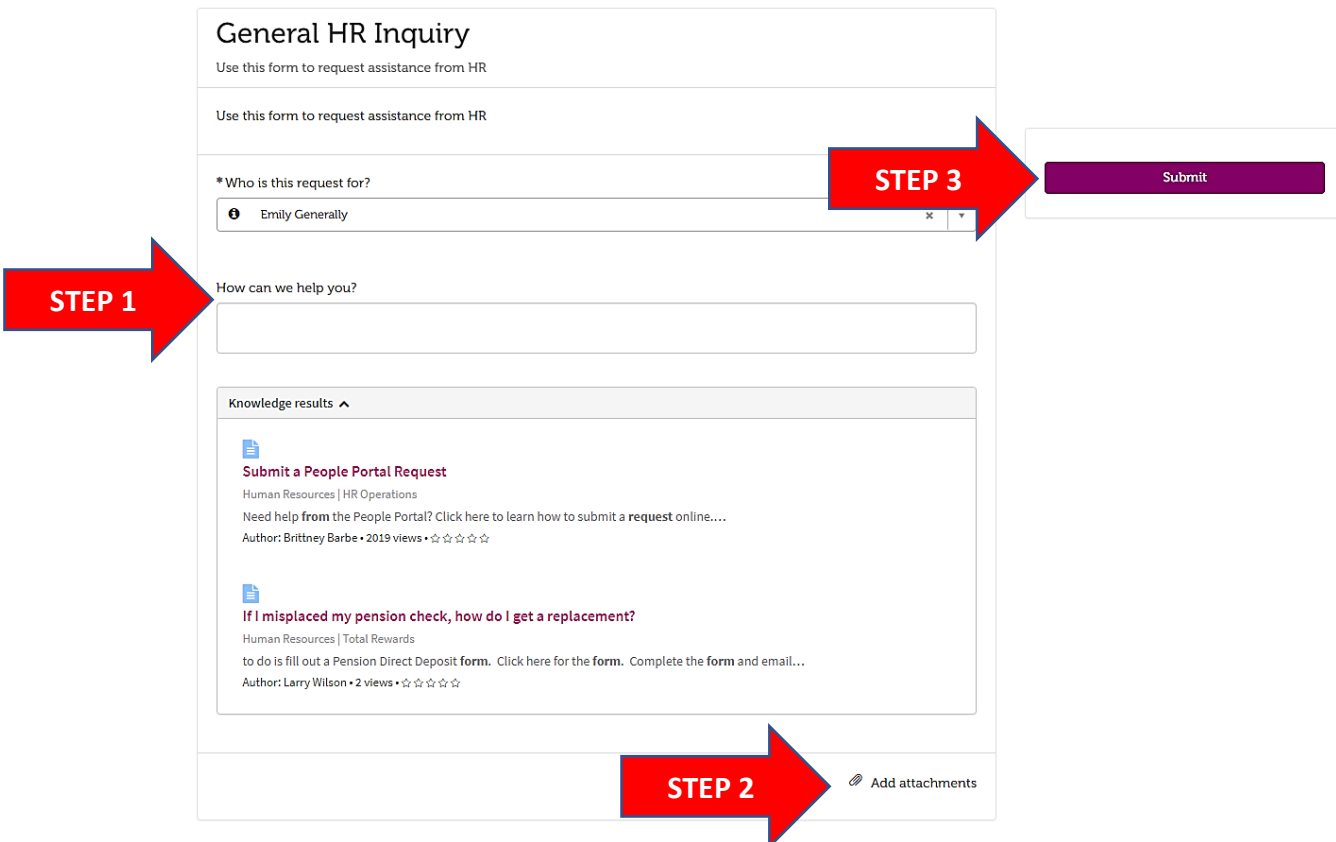 General HR Inquiry
Use this form to request assistance from HR
Use this form to request assistance from HR
STEP 3
Submit
*Who is this request for?
Emily Generally
STEP 1
How can we help you?
Knowledge results
Submit a People Portal Request
Human Resources | HR Operations
Need help from the People Portal? Click here to learn how to submit a request online....
Author: Brittney Barbe • 2019 views •
If I misplaced my pension check, how do I get a replacement?
Human Resources | Total Rewards
to do is fill out a Pension Direct Deposit form. Click here for the form. Complete the form and email...
Author: Larry Wilson • 2 views •
STEP 2
Add attachments